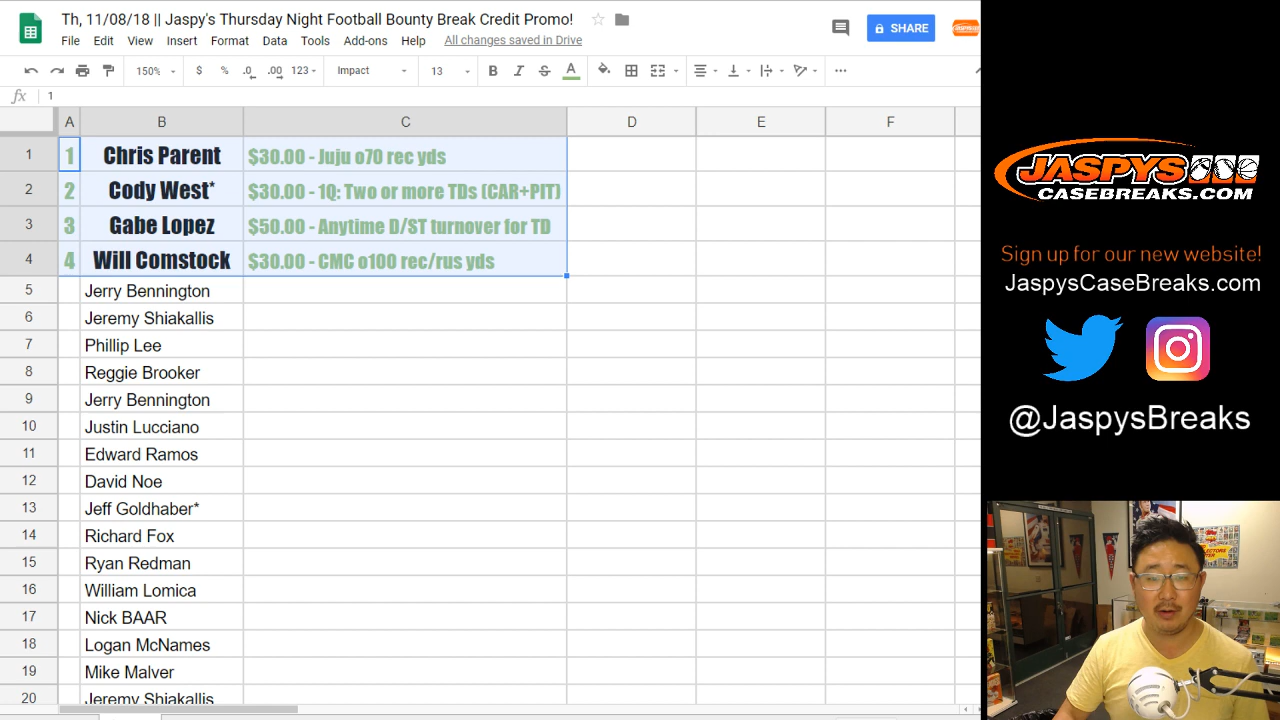 Th, 11/08/18 || Jaspy's Thursday Night Football Bounty Break Credit Promo!
File Edit View Insert Format Data Tools Add-ons Help All changes saved in Drive
SHARE
150% $ % .0 .00 123 Impact 13 B I S A
fx 1
A B C D E F
1 1 Chris Parent $30.00 - Juju o70 rec yds
2 2 Cody West* $30.00 - 1Q: Two or more TDs (CAR+PIT)
3 3 Gabe Lopez $50.00 - Anytime D/ST turnover for TD
4 4 Will Comstock $30.00 - CMC o100 rec/rus yds
5 Jerry Bennington
6 Jeremy Shiakallis
7 Phillip Lee
8 Reggie Brooker
9 Jerry Bennington
10 Justin Lucciano
11 Edward Ramos
12 David Noe
13 Jeff Goldhaber*
14 Richard Fox
15 Ryan Redman
16 William Lomica
17 Nick BAAR
18 Logan McNames
19 Mike Malver
20 Jeremy Shiakallis
JASPYS
CASEBREAKS.COM
Sign up for our new website!
JaspysCaseBreaks.com
@JaspysBreaks